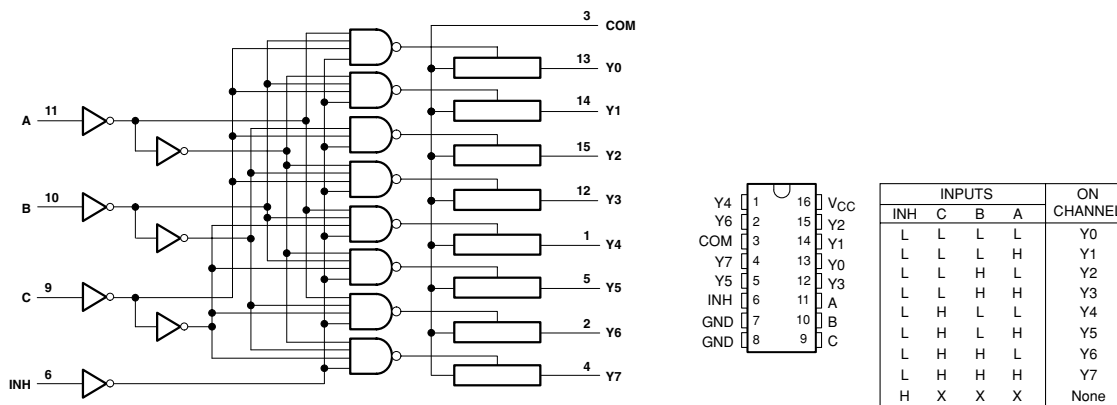 3 COM
13 Y0
14 Y1
A 11
15 Y2
12 Y3
B 10
1 Y4
5 Y5
C 9
2 Y6
4 Y7
INH 6
Y4 1 16 VCC
Y6 2 15 Y2
COM 3 14 Y1
Y7 4 13 Y0
Y5 5 12 Y3
INH 6 11 A
GND 7 10 B
GND 8 9 C
INPUTS ON CHANNEL
INH C B A
L L L L Y0
L L L H Y1
L L H L Y2
L L H H Y3
L H L L Y4
L H L H Y5
L H H L Y6
L H H H Y7
H X X X None